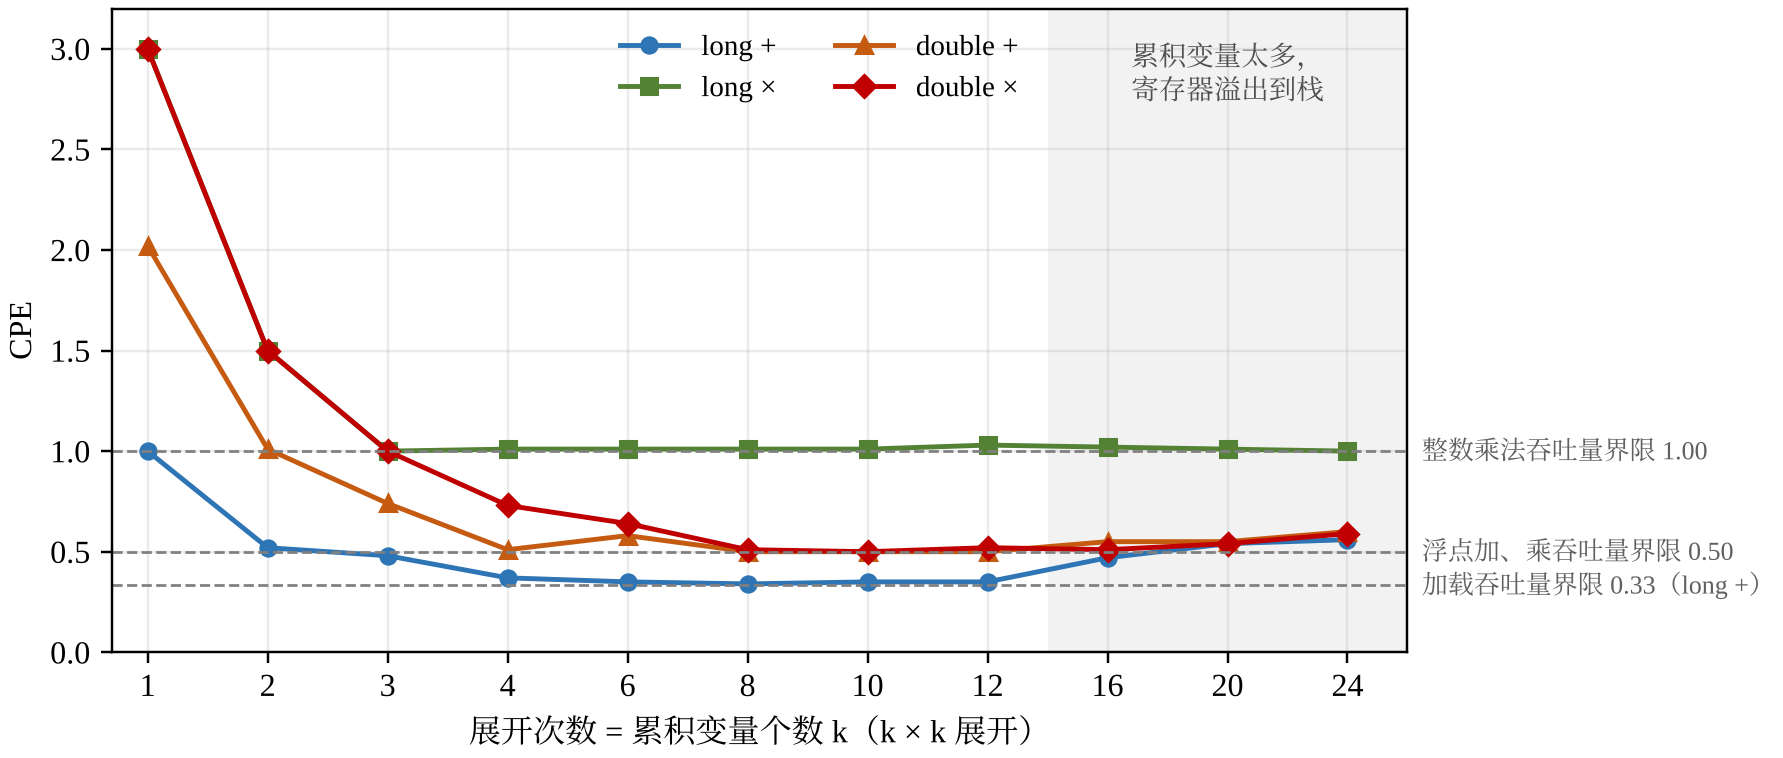 CPE
3.0
2.5
2.0
1.5
1.0
0.5
0.0
long +
long ×
double +
double ×
累积变量太多,
寄存器溢出到栈
整数乘法吞吐量界限 1.00
浮点加、乘吞吐量界限 0.50
加载吞吐量界限 0.33（long +）
1 2 3 4 6 8 10 12 16 20 24
展开次数 = 累积变量个数 k（k × k 展开）